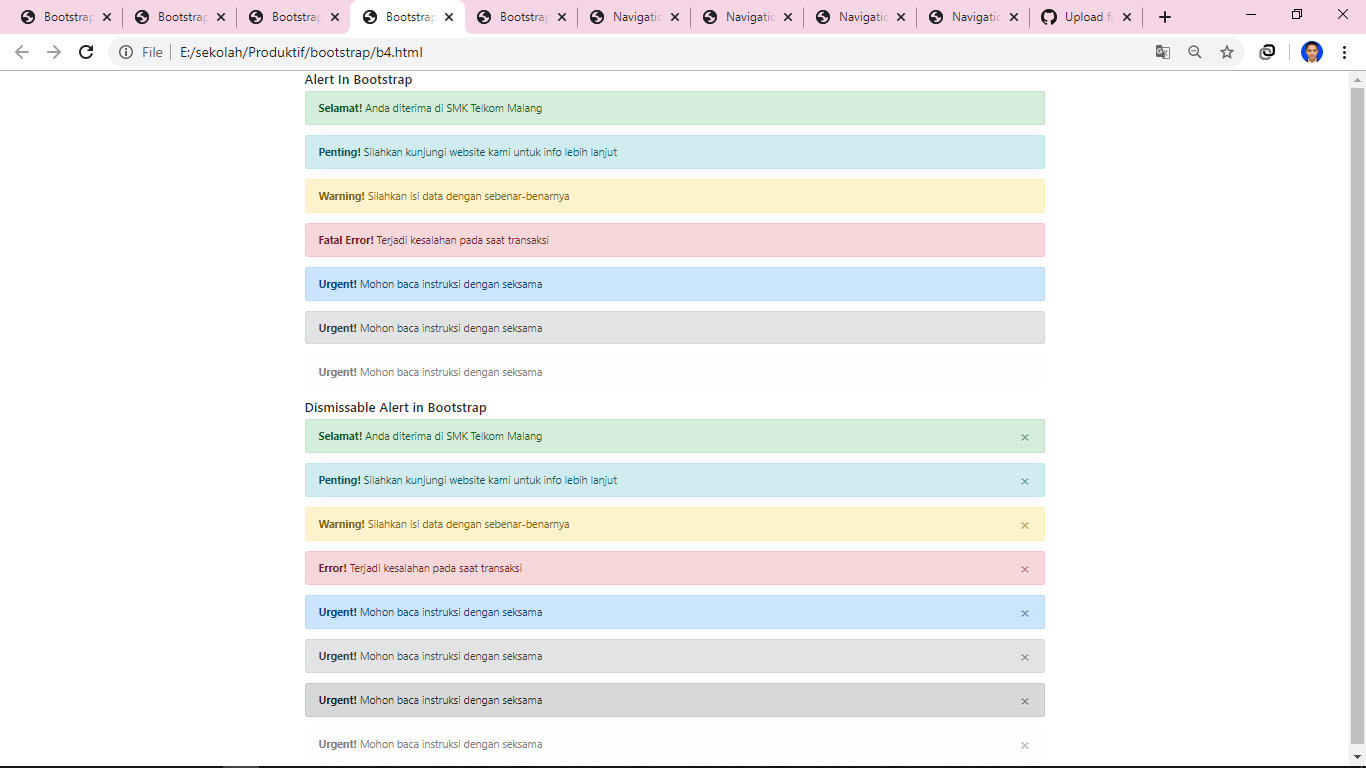 Bootstrap
Bootstrap
Bootstrap
Bootstrap
Bootstrap
Navigatio
Navigatio
Navigatio
Navigatio
Upload fi
File
E:/sekolah/Produktif/bootstrap/b4.html
Alert In Bootstrap
Selamat! Anda diterima di SMK Telkom Malang
Penting! Silahkan kunjungi website kami untuk info lebih lanjut
Warning! Silahkan isi data dengan sebenar-benarnya
Fatal Error! Terjadi kesalahan pada saat transaksi
Urgent! Mohon baca instruksi dengan seksama
Urgent! Mohon baca instruksi dengan seksama
Urgent! Mohon baca instruksi dengan seksama
Dismissable Alert in Bootstrap
Selamat! Anda diterima di SMK Telkom Malang ×
Penting! Silahkan kunjungi website kami untuk info lebih lanjut ×
Warning! Silahkan isi data dengan sebenar-benarnya ×
Error! Terjadi kesalahan pada saat transaksi ×
Urgent! Mohon baca instruksi dengan seksama ×
Urgent! Mohon baca instruksi dengan seksama ×
Urgent! Mohon baca instruksi dengan seksama ×
Urgent! Mohon baca instruksi dengan seksama ×